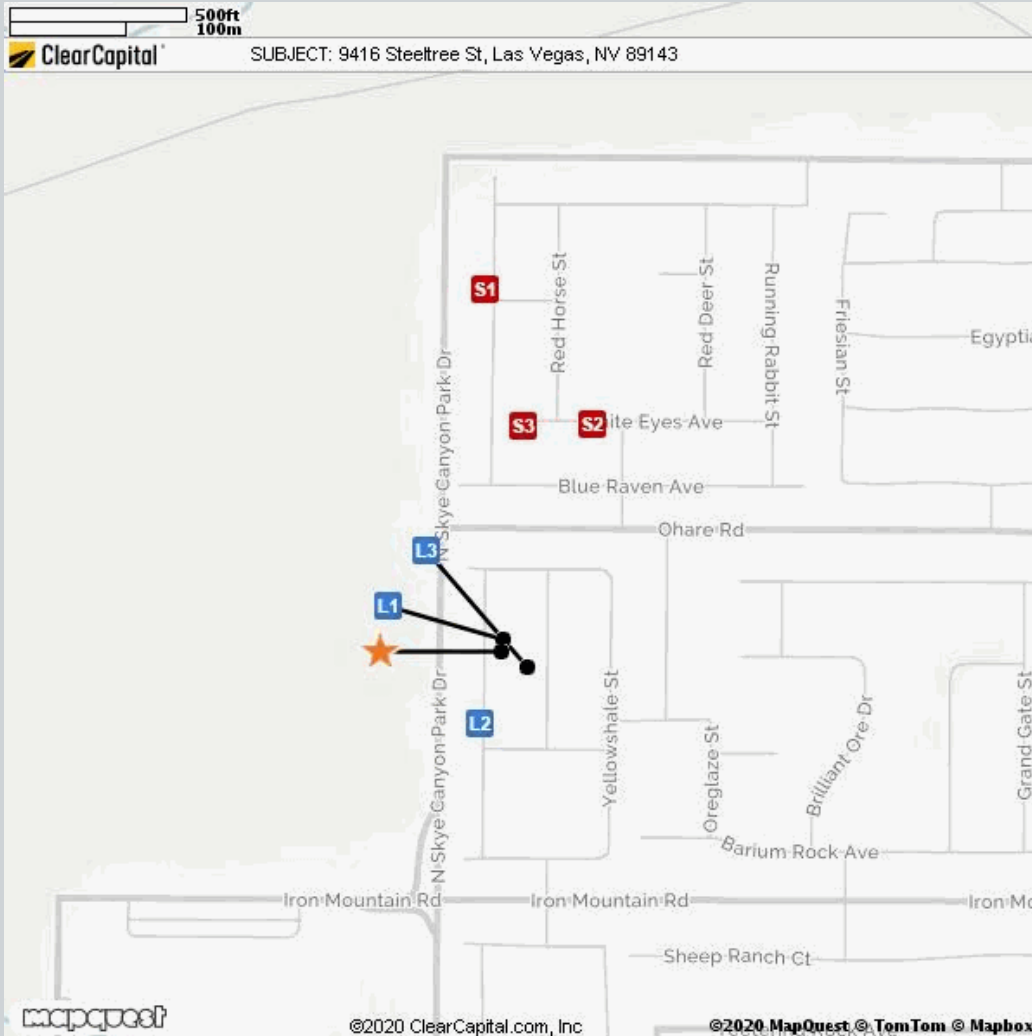 500ft
100m
ClearCapital
SUBJECT: 9416 Steeltree St, Las Vegas, NV 89143
S1
Red Horse St
Red Deer St
Running Rabbit St
Friesian St
Egyptia
N Skye Canyon Park Dr
S3
S2
ite Eyes Ave
Blue Raven Ave
Ohare Rd
L3
L1
L2
N Skye Canyon Park Dr
Yellowshale St
Oreglaze St
Brilliant Ore Dr
Grand Gate St
Barium Rock Ave
Iron Mountain Rd
Iron Mountain Rd
Iron Mo
Sheep Ranch Ct
mapquest
©2020 ClearCapital.com, Inc
©2020 MapQuest © TomTom © Mapbo